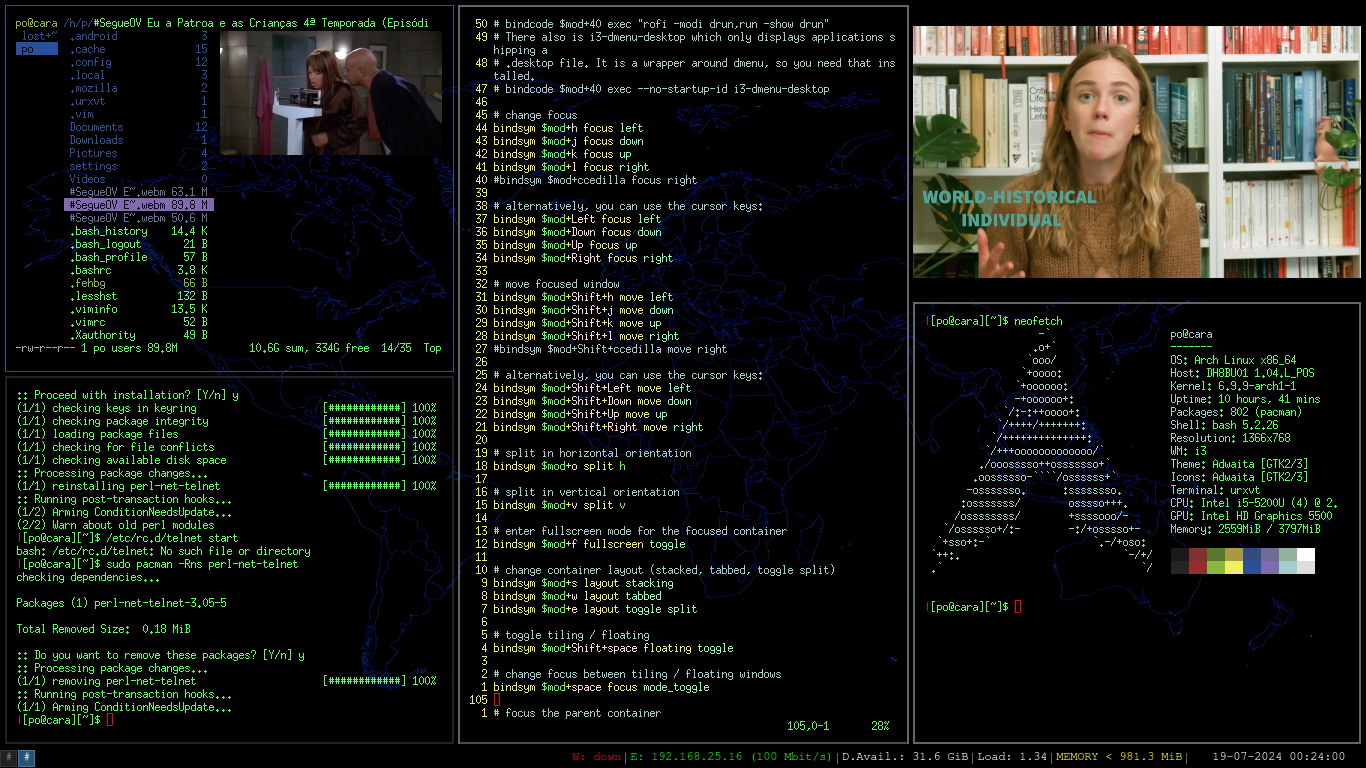 po@cara /h/p/#SegueOV Eu a Patroa e as Crianças 4ª Temporada (Episódi
lost+~ .android 3
po .cache 15
.config 12
.local 3
.mozilla 2
.urxvt 1
.vim 1
Documents 12
Downloads 1
Pictures 4
settings 2
Videos 0
#SegueOV E~.webm 63.1 M
#SegueOV E~.webm 89.8 M
#SegueOV E~.webm 50.6 M
.bash_history 14.4 K
.bash_logout 21 B
.bash_profile 57 B
.bashrc 3.8 K
.fehbg 66 B
.lesshst 132 B
.viminfo 13.5 K
.vimrc 52 B
.Xauthority 49 B
-rw-r--r-- 1 po users 89.8M 10.6G sum, 334G free 14/35 Top
:: Proceed with installation? [Y/n] y
(1/1) checking keys in keyring [############] 100%
(1/1) checking package integrity [############] 100%
(1/1) loading package files [############] 100%
(1/1) checking for file conflicts [############] 100%
(1/1) checking available disk space [############] 100%
:: Processing package changes...
(1/1) reinstalling perl-net-telnet [############] 100%
:: Running post-transaction hooks...
(1/2) Arming ConditionNeedsUpdate...
(2/2) Warn about old perl modules
|[po@cara][~]$ /etc/rc.d/telnet start
bash: /etc/rc.d/telnet: No such file or directory
|[po@cara][~]$ sudo pacman -Rns perl-net-telnet
checking dependencies...
Packages (1) perl-net-telnet-3.05-5
Total Removed Size: 0.18 MiB
:: Do you want to remove these packages? [Y/n] y
:: Processing package changes...
(1/1) removing perl-net-telnet [############] 100%
:: Running post-transaction hooks...
(1/1) Arming ConditionNeedsUpdate...
|[po@cara][~]$
50 # bindcode $mod+40 exec "rofi -modi drun,run -show drun"
49 # There also is i3-dmenu-desktop which only displays applications s
hipping a
48 # .desktop file. It is a wrapper around dmenu, so you need that ins
talled.
47 # bindcode $mod+40 exec --no-startup-id i3-dmenu-desktop
46
45 # change focus
44 bindsym $mod+h focus left
43 bindsym $mod+j focus down
42 bindsym $mod+k focus up
41 bindsym $mod+l focus right
40 #bindsym $mod+ccedilla focus right
39
38 # alternatively, you can use the cursor keys:
37 bindsym $mod+Left focus left
36 bindsym $mod+Down focus down
35 bindsym $mod+Up focus up
34 bindsym $mod+Right focus right
33
32 # move focused window
31 bindsym $mod+Shift+h move left
30 bindsym $mod+Shift+j move down
29 bindsym $mod+Shift+k move up
28 bindsym $mod+Shift+l move right
27 #bindsym $mod+Shift+ccedilla move right
26
25 # alternatively, you can use the cursor keys:
24 bindsym $mod+Shift+Left move left
23 bindsym $mod+Shift+Down move down
22 bindsym $mod+Shift+Up move up
21 bindsym $mod+Shift+Right move right
20
19 # split in horizontal orientation
18 bindsym $mod+o split h
17
16 # split in vertical orientation
15 bindsym $mod+v split v
14
13 # enter fullscreen mode for the focused container
12 bindsym $mod+f fullscreen toggle
11
10 # change container layout (stacked, tabbed, toggle split)
9 bindsym $mod+s layout stacking
8 bindsym $mod+w layout tabbed
7 bindsym $mod+e layout toggle split
6
5 # toggle tiling / floating
4 bindsym $mod+Shift+space floating toggle
3
2 # change focus between tiling / floating windows
1 bindsym $mod+space focus mode_toggle
105
1 # focus the parent container
105,0-1 28%
WORLD-HISTORICAL
INDIVIDUAL
|[po@cara][~]$ neofetch
po@cara
-------
OS: Arch Linux x86_64
Host: DH8BU01 1.04.L_POS
Kernel: 6.9.9-arch1-1
Uptime: 10 hours, 41 mins
Packages: 802 (pacman)
Shell: bash 5.2.26
Resolution: 1366x768
WM: i3
Theme: Adwaita [GTK2/3]
Icons: Adwaita [GTK2/3]
Terminal: urxvt
CPU: Intel i5-5200U (4) @ 2.
GPU: Intel HD Graphics 5500
Memory: 2559MiB / 3797MiB
|[po@cara][~]$
# # W: down|E: 192.168.25.16 (100 Mbit/s)|D.Avail.: 31.6 GiB|Load: 1.34|MEMORY < 981.3 MiB| 19-07-2024 00:24:00